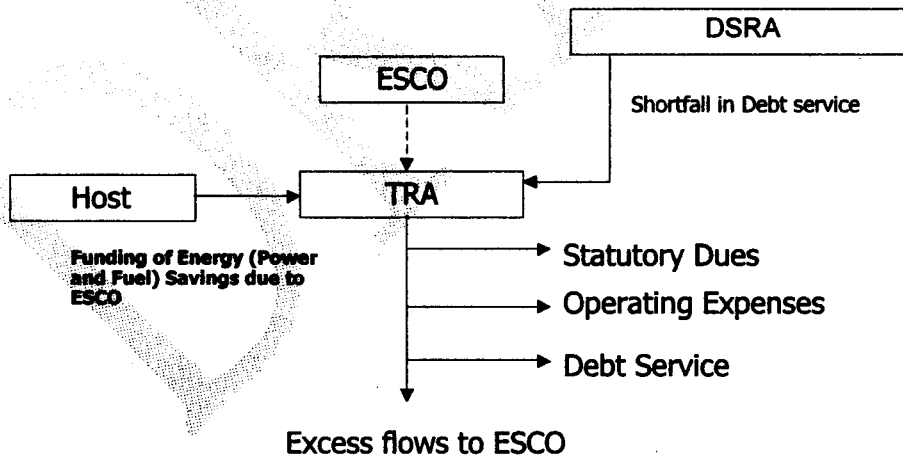 DSRA
ESCO
Shortfall in Debt service
Host
TRA
Funding of Energy (Power
and Fuel) Savings due to
ESCO
Statutory Dues
Operating Expenses
Debt Service
Excess flows to ESCO